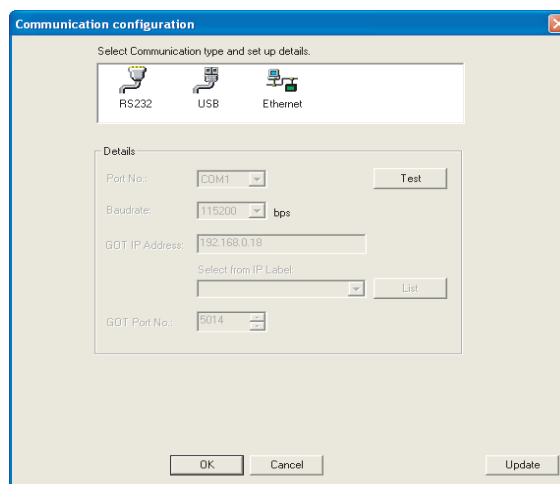 Communication configuration
Select Communication type and set up details.
RS232 USB Ethernet
Details
Port No.: COM1 Test
Baudrate: 115200 bps
GOT IP Address: 192.168.0.18
Select from IP Label:
List
GOT Port No.: 5014
OK Cancel Update